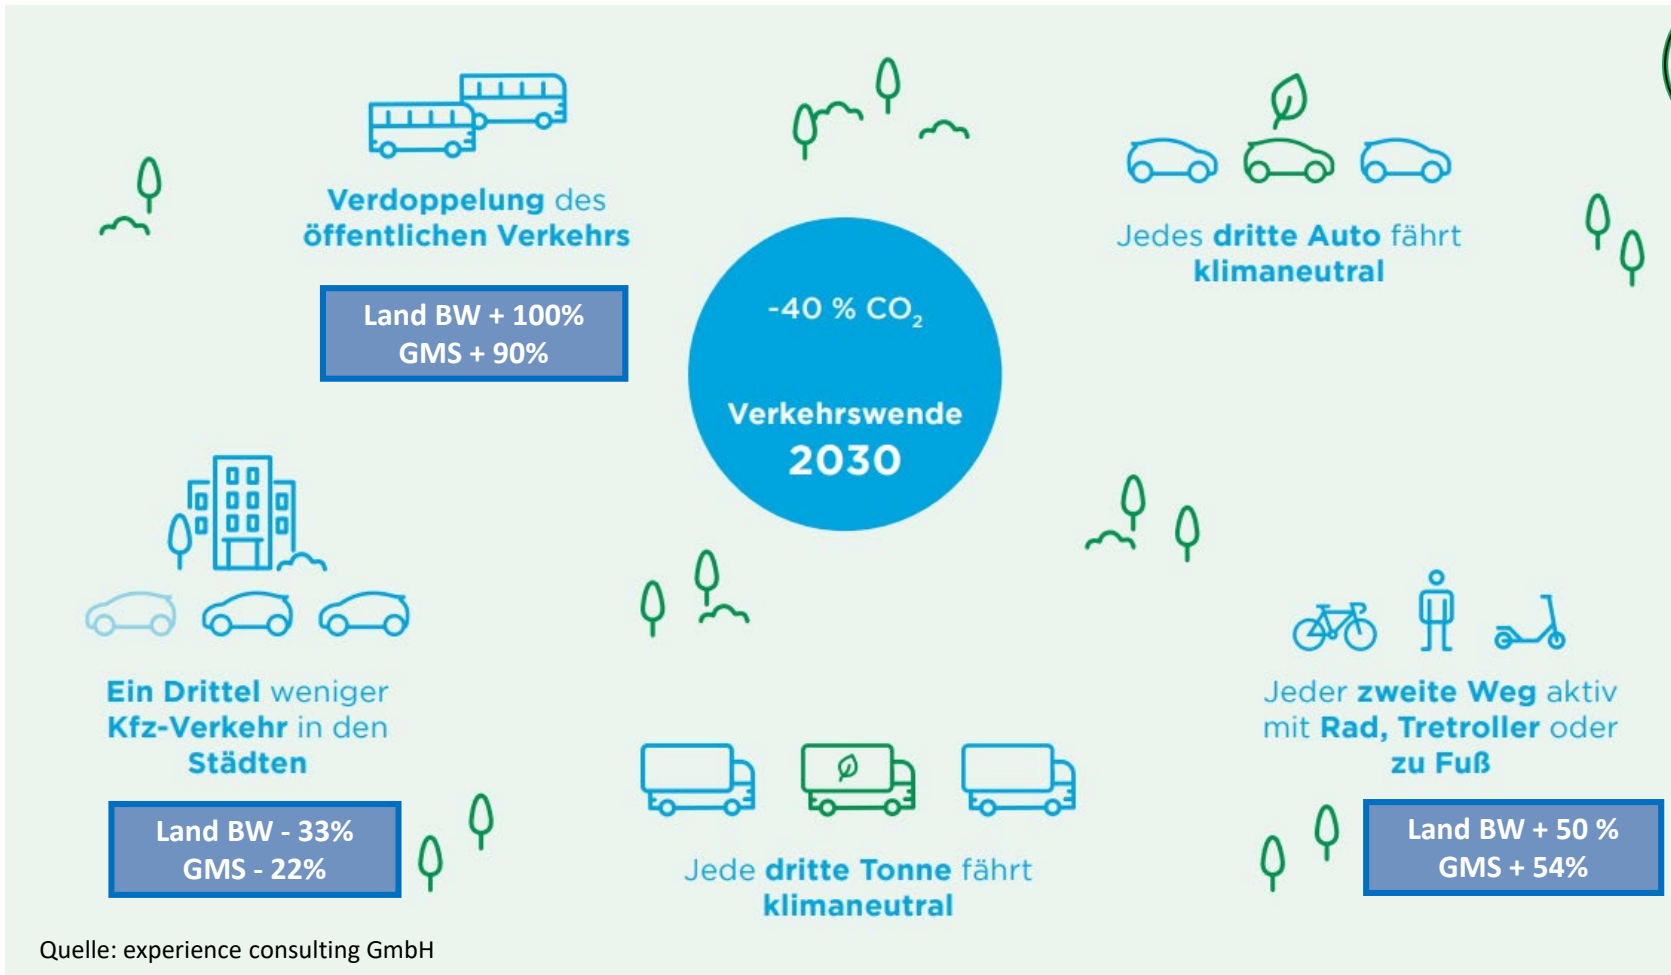 Verdoppelung des
öffentlichen Verkehrs
Land BW + 100%
GMS + 90%
-40 % CO₂
Verkehrswende
2030
Jedes dritte Auto fährt
klimaneutral
Ein Drittel weniger
Kfz-Verkehr in den
Städten
Land BW - 33%
GMS - 22%
Jede dritte Tonne fährt
klimaneutral
Jeder zweite Weg aktiv
mit Rad, Tretroller oder
zu Fuß
Land BW + 50 %
GMS + 54%
Quelle: experience consulting GmbH